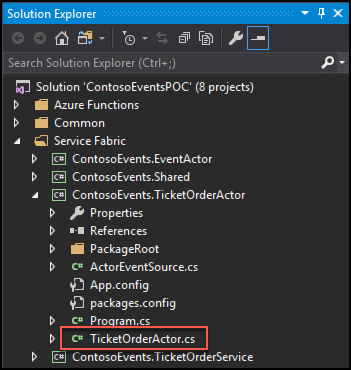 Solution Explorer
Search Solution Explorer (Ctrl+;)
Solution 'ContosoEventsPOC' (8 projects)
Azure Functions
Common
Service Fabric
C# ContosoEvents.EventActor
C# ContosoEvents.Shared
C# ContosoEvents.TicketOrderActor
Properties
References
PackageRoot
C# ActorEventSource.cs
App.config
packages.config
C# Program.cs
C# TicketOrderActor.cs
C# ContosoEvents.TicketOrderService